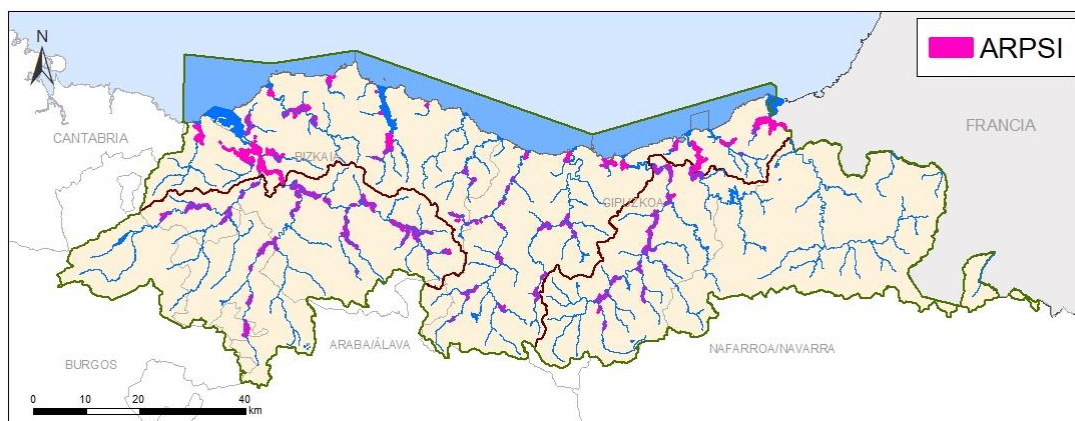 N
ARPSI
CANTABRIA
FRANCIA
BIZKAIA
GIPUZKOA
ARABA/ÁLAVA
NAFARROA/NAVARRA
BURGOS
0 10 20 40
km